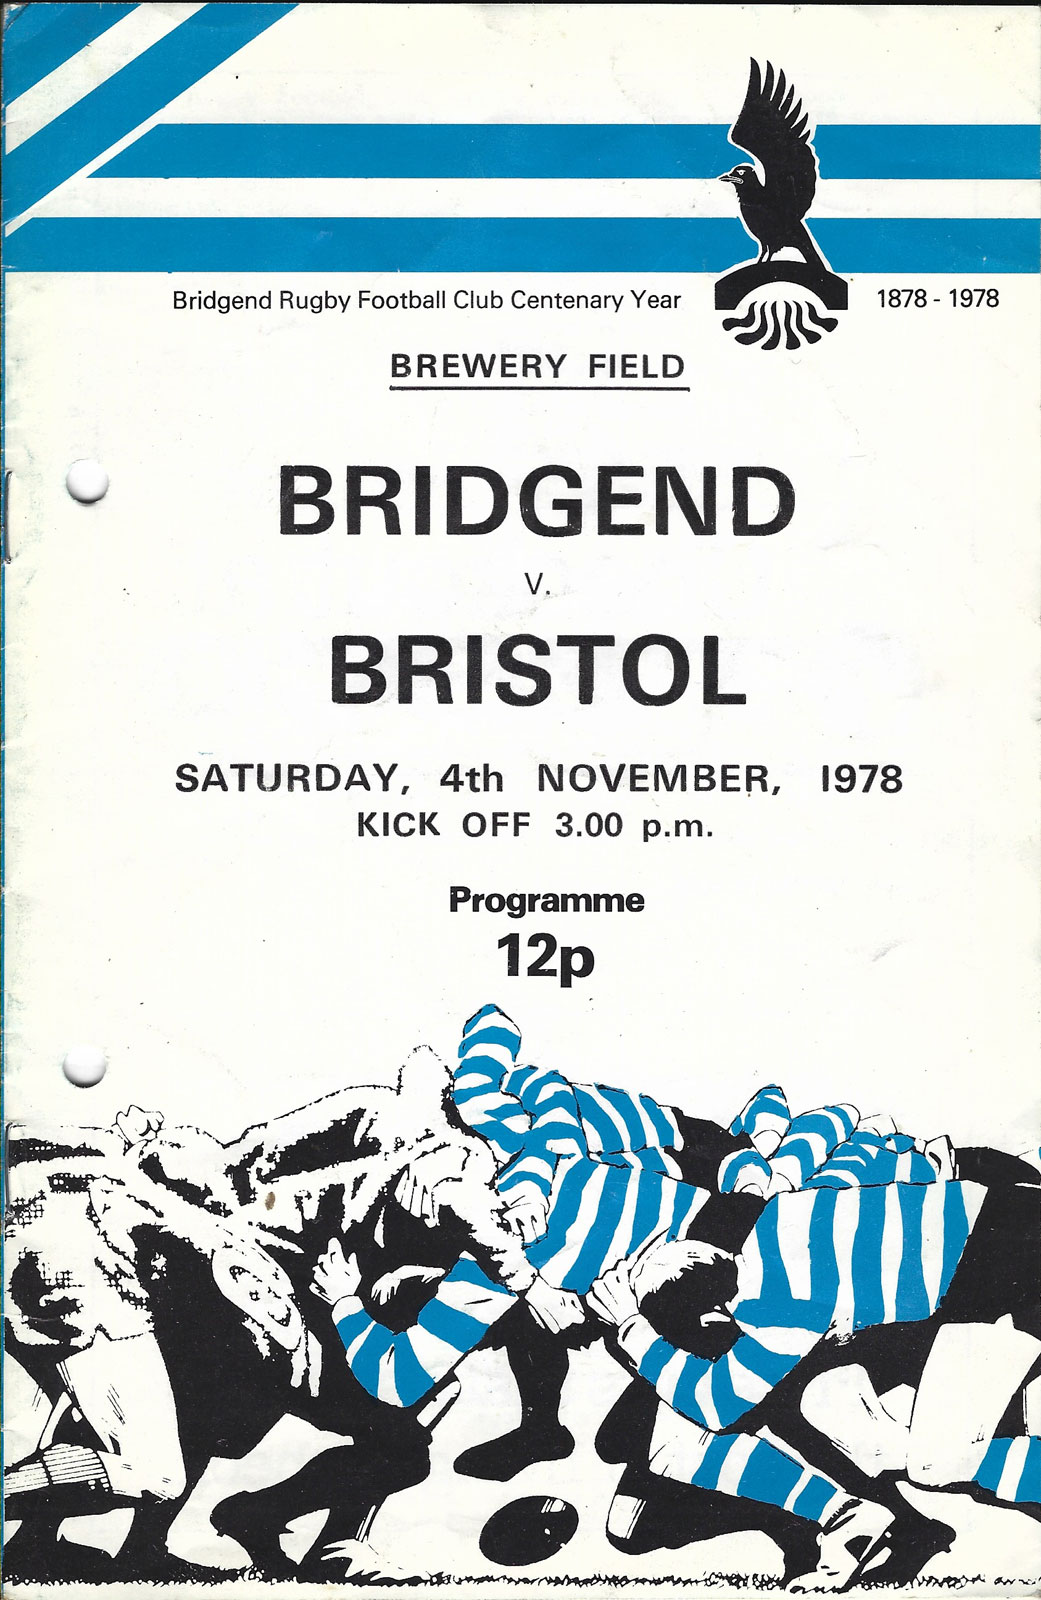 Bridgend Rugby Football Club Centenary Year 1878 - 1978
BREWERY FIELD
BRIDGEND
V.
BRISTOL
SATURDAY, 4th NOVEMBER, 1978
KICK OFF 3.00 p.m.
Programme
12p